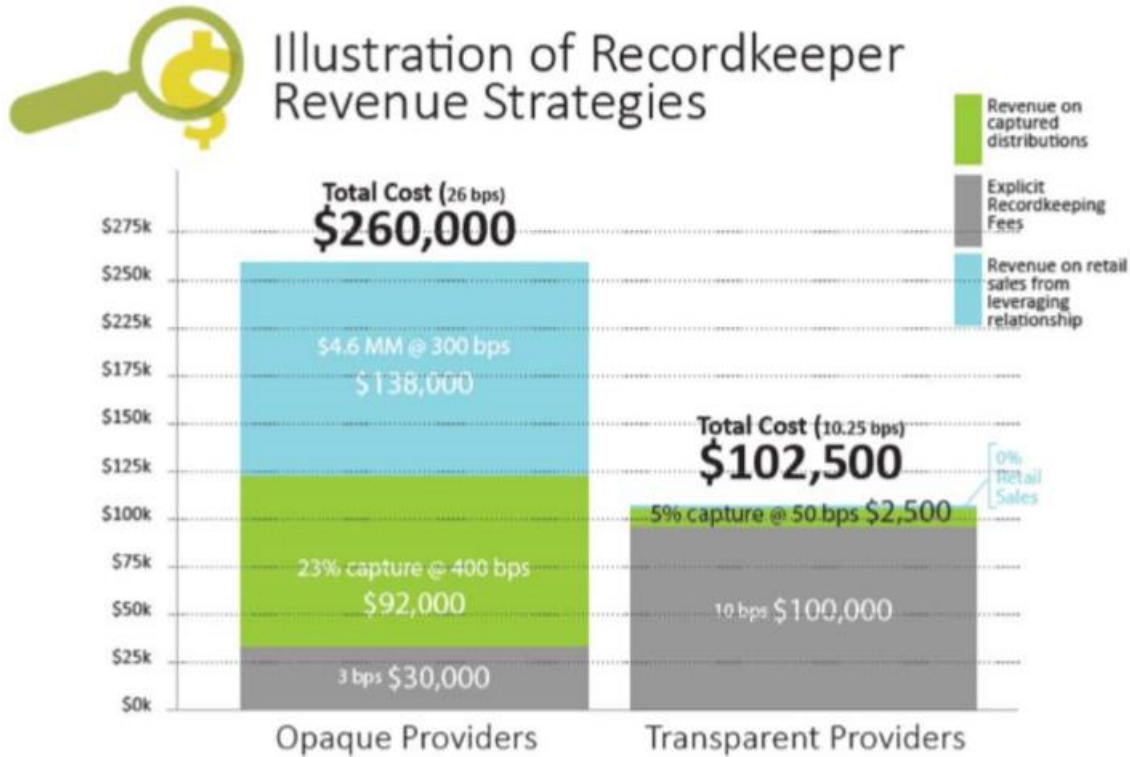 Illustration of Recordkeeper
Revenue Strategies
Revenue on
captured
distributions
Explicit
Recordkeeping
Fees
Revenue on retail
sales from
leveraging
relationship
Total Cost (26 bps)
$260,000
$275k
$250k
$225k
$175k
$150k
$125k
$100k
$75k
$50k
$25k
$0k
$4.6 MM @ 300 bps
$138,000
23% capture @ 400 bps
$92,000
3 bps $30,000
Total Cost (10.25 bps)
$102,500
0%
Retail
Sales
5% capture @ 50 bps $2,500
10 bps $100,000
Opaque Providers
Transparent Providers